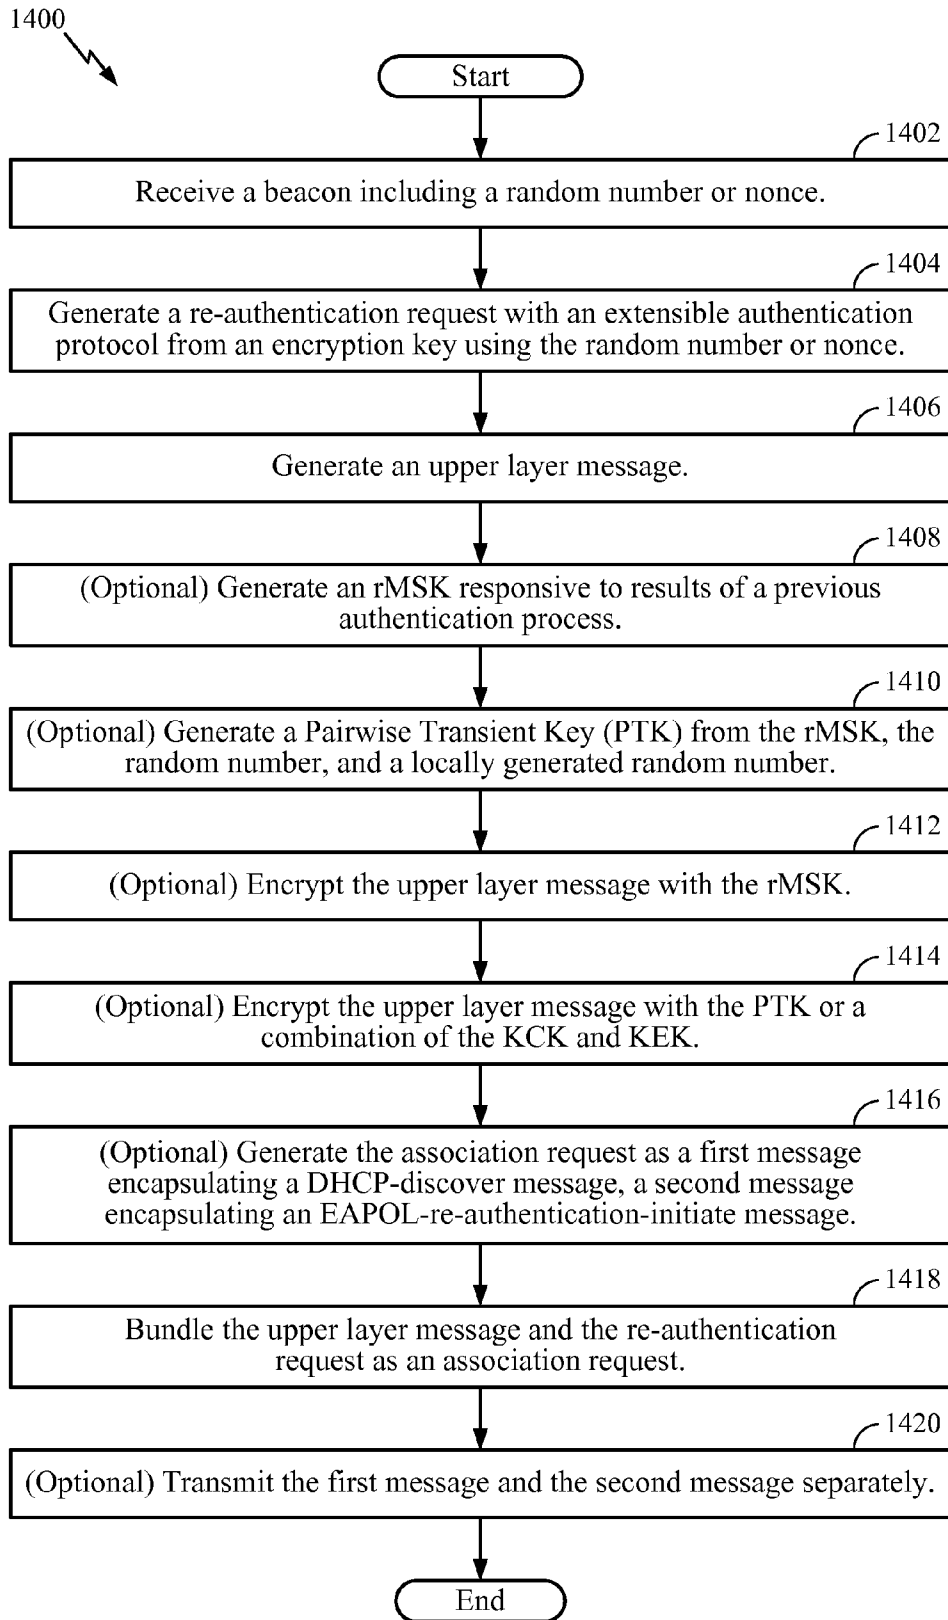 1400
Start
1402
Receive a beacon including a random number or nonce.
1404
Generate a re-authentication request with an extensible authentication
protocol from an encryption key using the random number or nonce.
1406
Generate an upper layer message.
1408
(Optional) Generate an rMSK responsive to results of a previous
authentication process.
1410
(Optional) Generate a Pairwise Transient Key (PTK) from the rMSK, the
random number, and a locally generated random number.
1412
(Optional) Encrypt the upper layer message with the rMSK.
1414
(Optional) Encrypt the upper layer message with the PTK or a
combination of the KCK and KEK.
1416
(Optional) Generate the association request as a first message
encapsulating a DHCP-discover message, a second message
encapsulating an EAPOL-re-authentication-initiate message.
1418
Bundle the upper layer message and the re-authentication
request as an association request.
1420
(Optional) Transmit the first message and the second message separately.
End